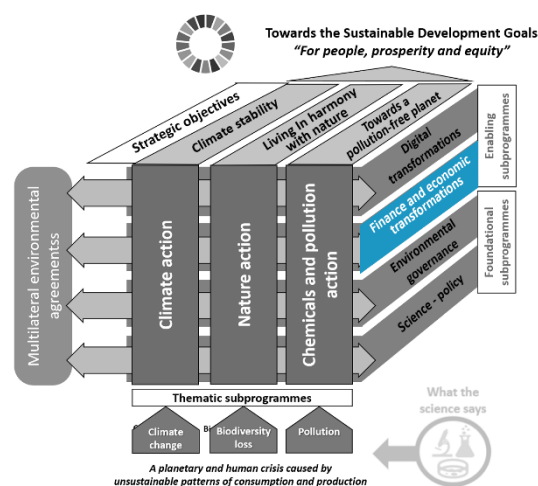 Towards the Sustainable Development Goals
“For people, prosperity and equity”
Strategic objectives
Climate stability
Living In harmony
with nature
Towards a
pollution-free planet
Digital
transformations
Finance and economic
transformations
Environmental
governance
Science - policy
Enabling
subprogrammes
Foundational
subprogrammes
Multilateral environmental
agreementss
Climate action
Nature action
Chemicals and pollution
action
Thematic subprogrammes
Climate
change
Biodiversity
loss
Pollution
What the
science says
A planetary and human crisis caused by
unsustainable patterns of consumption and production